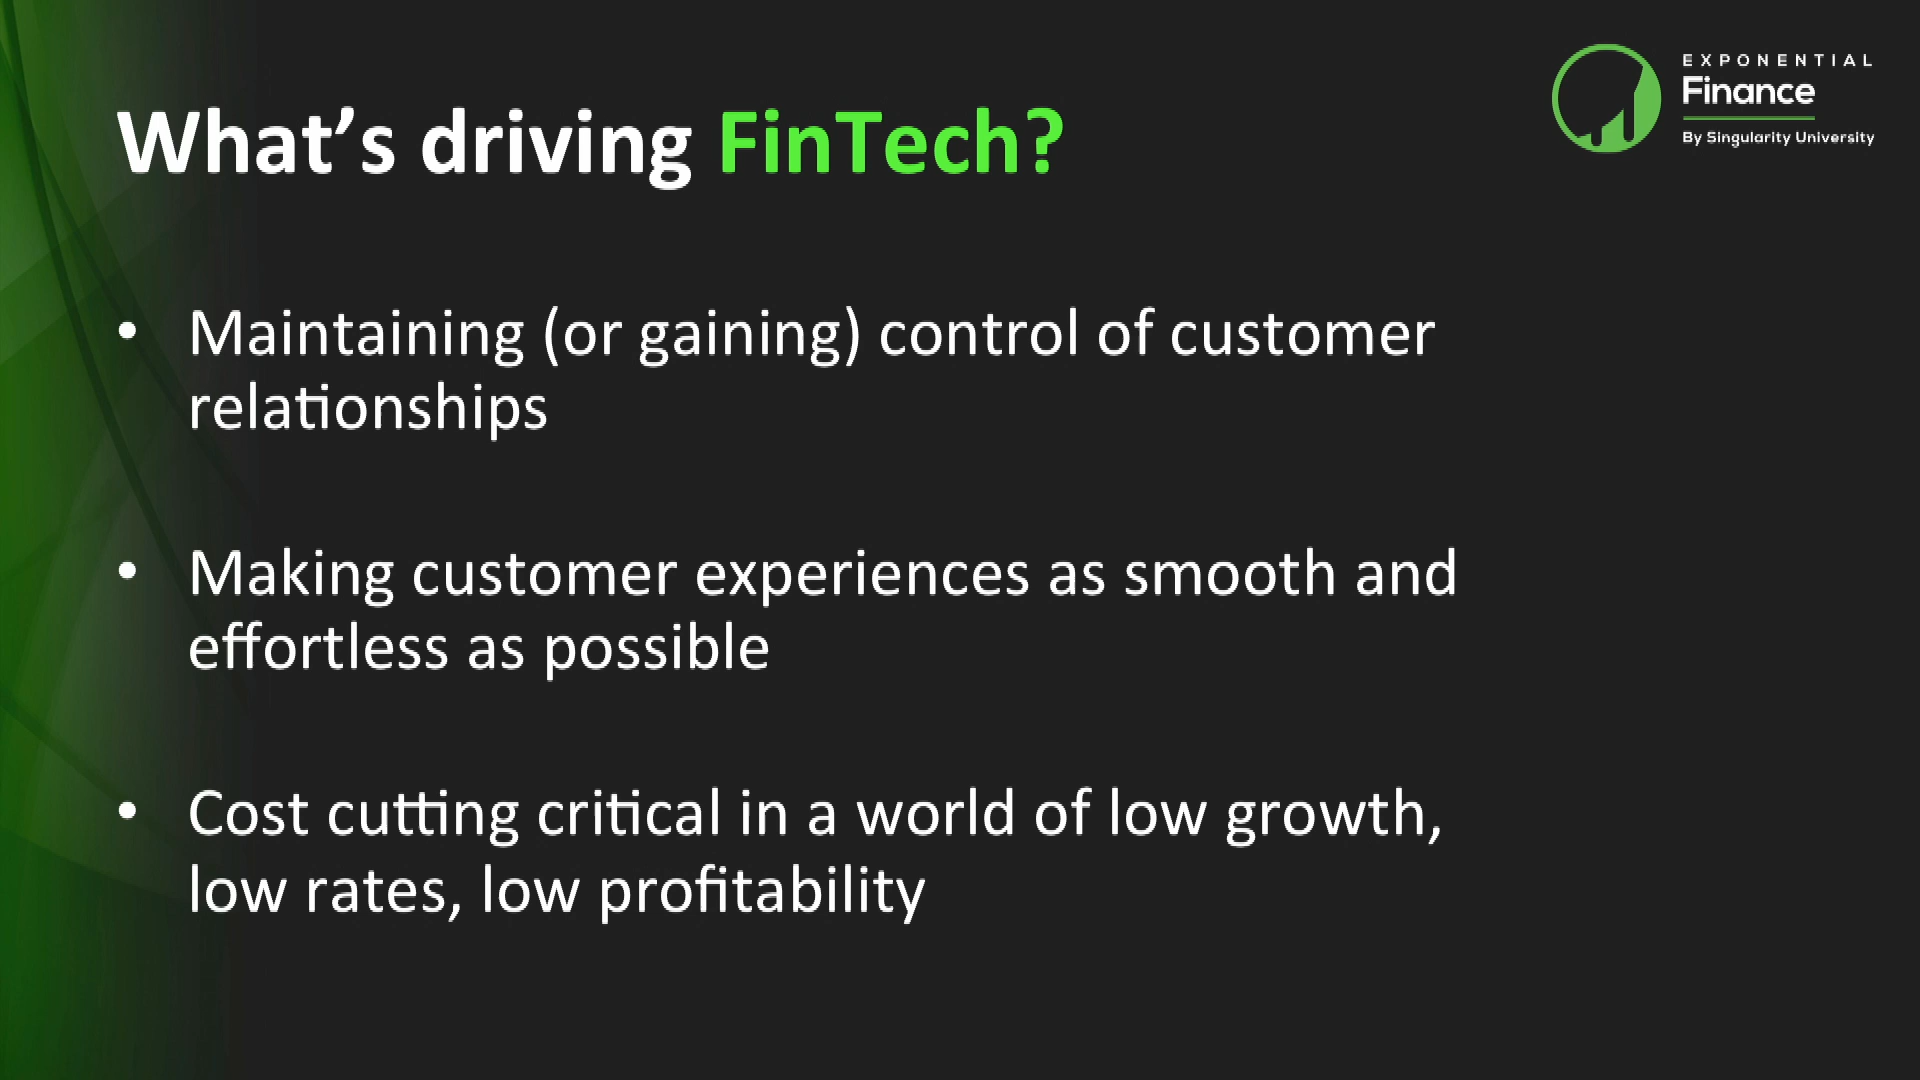 EXPONENTIAL
Finance
By Singularity University
What's driving FinTech?
• Maintaining (or gaining) control of customer
relationships
• Making customer experiences as smooth and
effortless as possible
• Cost cutting critical in a world of low growth,
low rates, low profitability